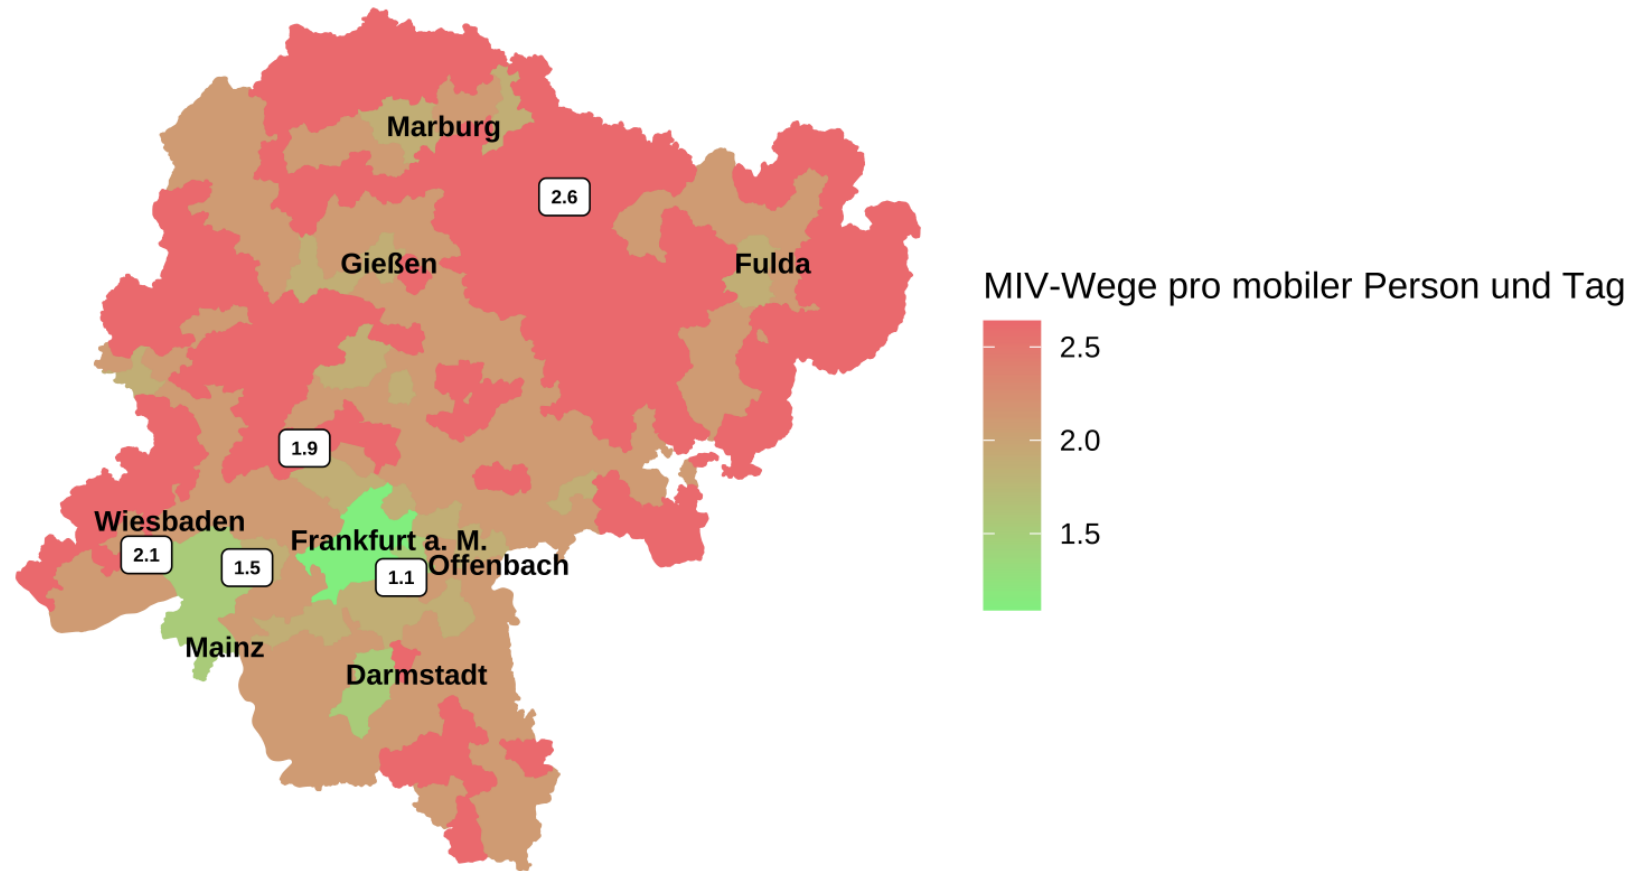 Marburg
2.6
Gießen
Fulda
1.9
Wiesbaden
2.1
1.5
Frankfurt a. M.
1.1
Offenbach
Mainz
Darmstadt
MIV-Wege pro mobiler Person und Tag
2.5
2.0
1.5